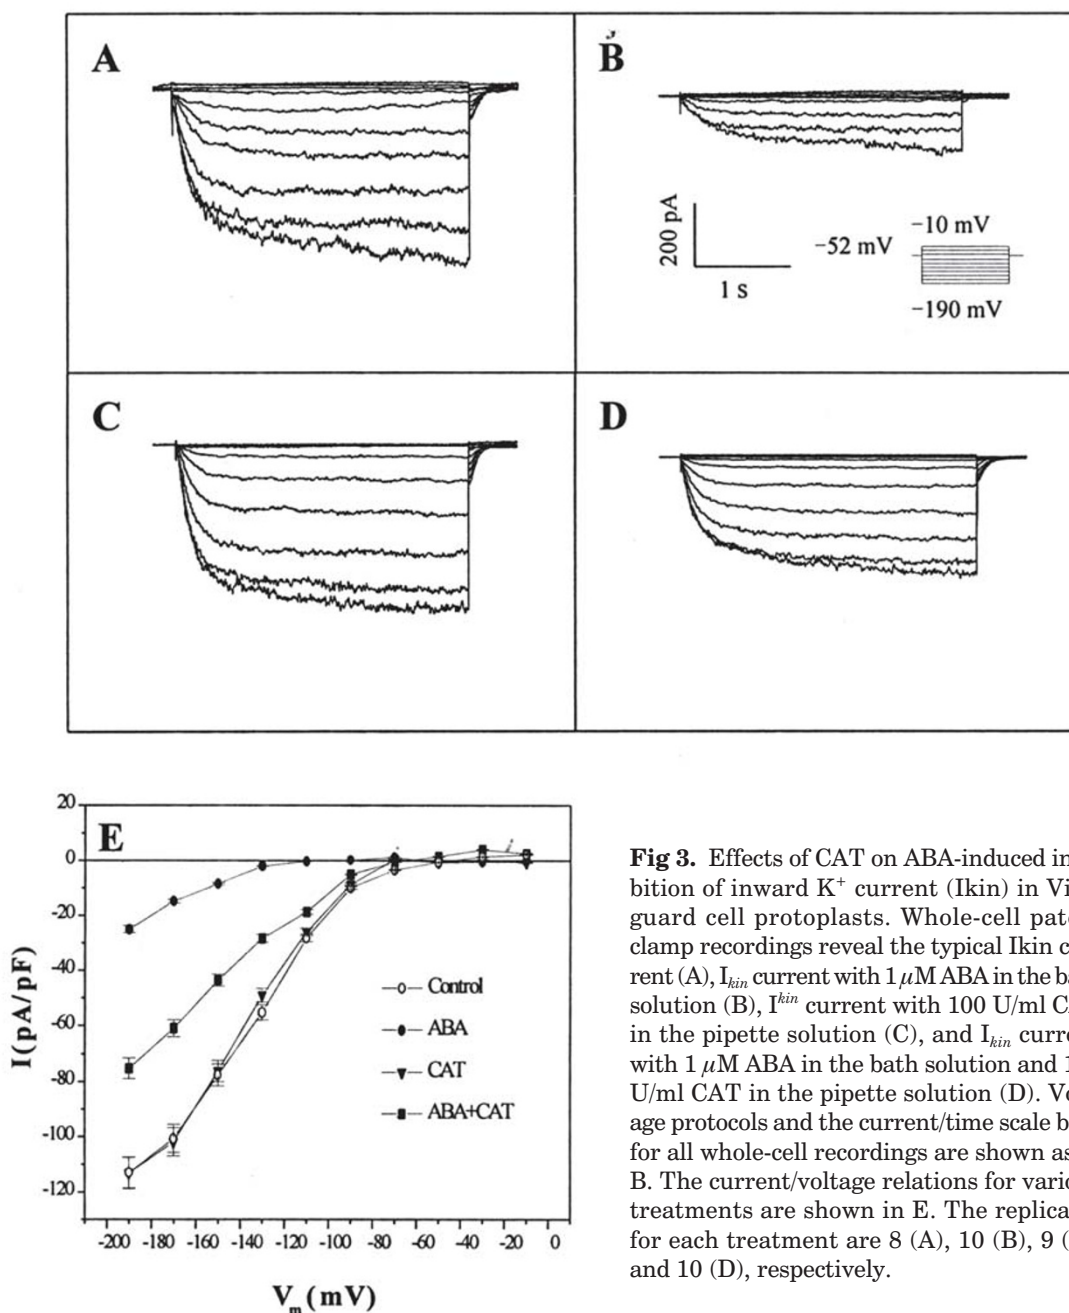 A
B
200 pA
1 s
−52 mV
−10 mV
−190 mV
C
D
E
20
0
-20
-40
-60
-80
-100
-120
I (pA/pF)
Control
ABA
CAT
ABA+CAT
-200 -180 -160 -140 -120 -100 -80 -60 -40 -20 0
Vm (mV)
Fig 3. Effects of CAT on ABA-induced in
bition of inward K+ current (Ikin) in Vi
guard cell protoplasts. Whole-cell pat
clamp recordings reveal the typical Ikin c
rent (A), Ikin current with 1 μM ABA in the ba
solution (B), Ikin current with 100 U/ml C
in the pipette solution (C), and Ikin curre
with 1 μM ABA in the bath solution and 1
U/ml CAT in the pipette solution (D). Vo
age protocols and the current/time scale b
for all whole-cell recordings are shown as
B. The current/voltage relations for vario
treatments are shown in E. The replica
for each treatment are 8 (A), 10 (B), 9 (
and 10 (D), respectively.